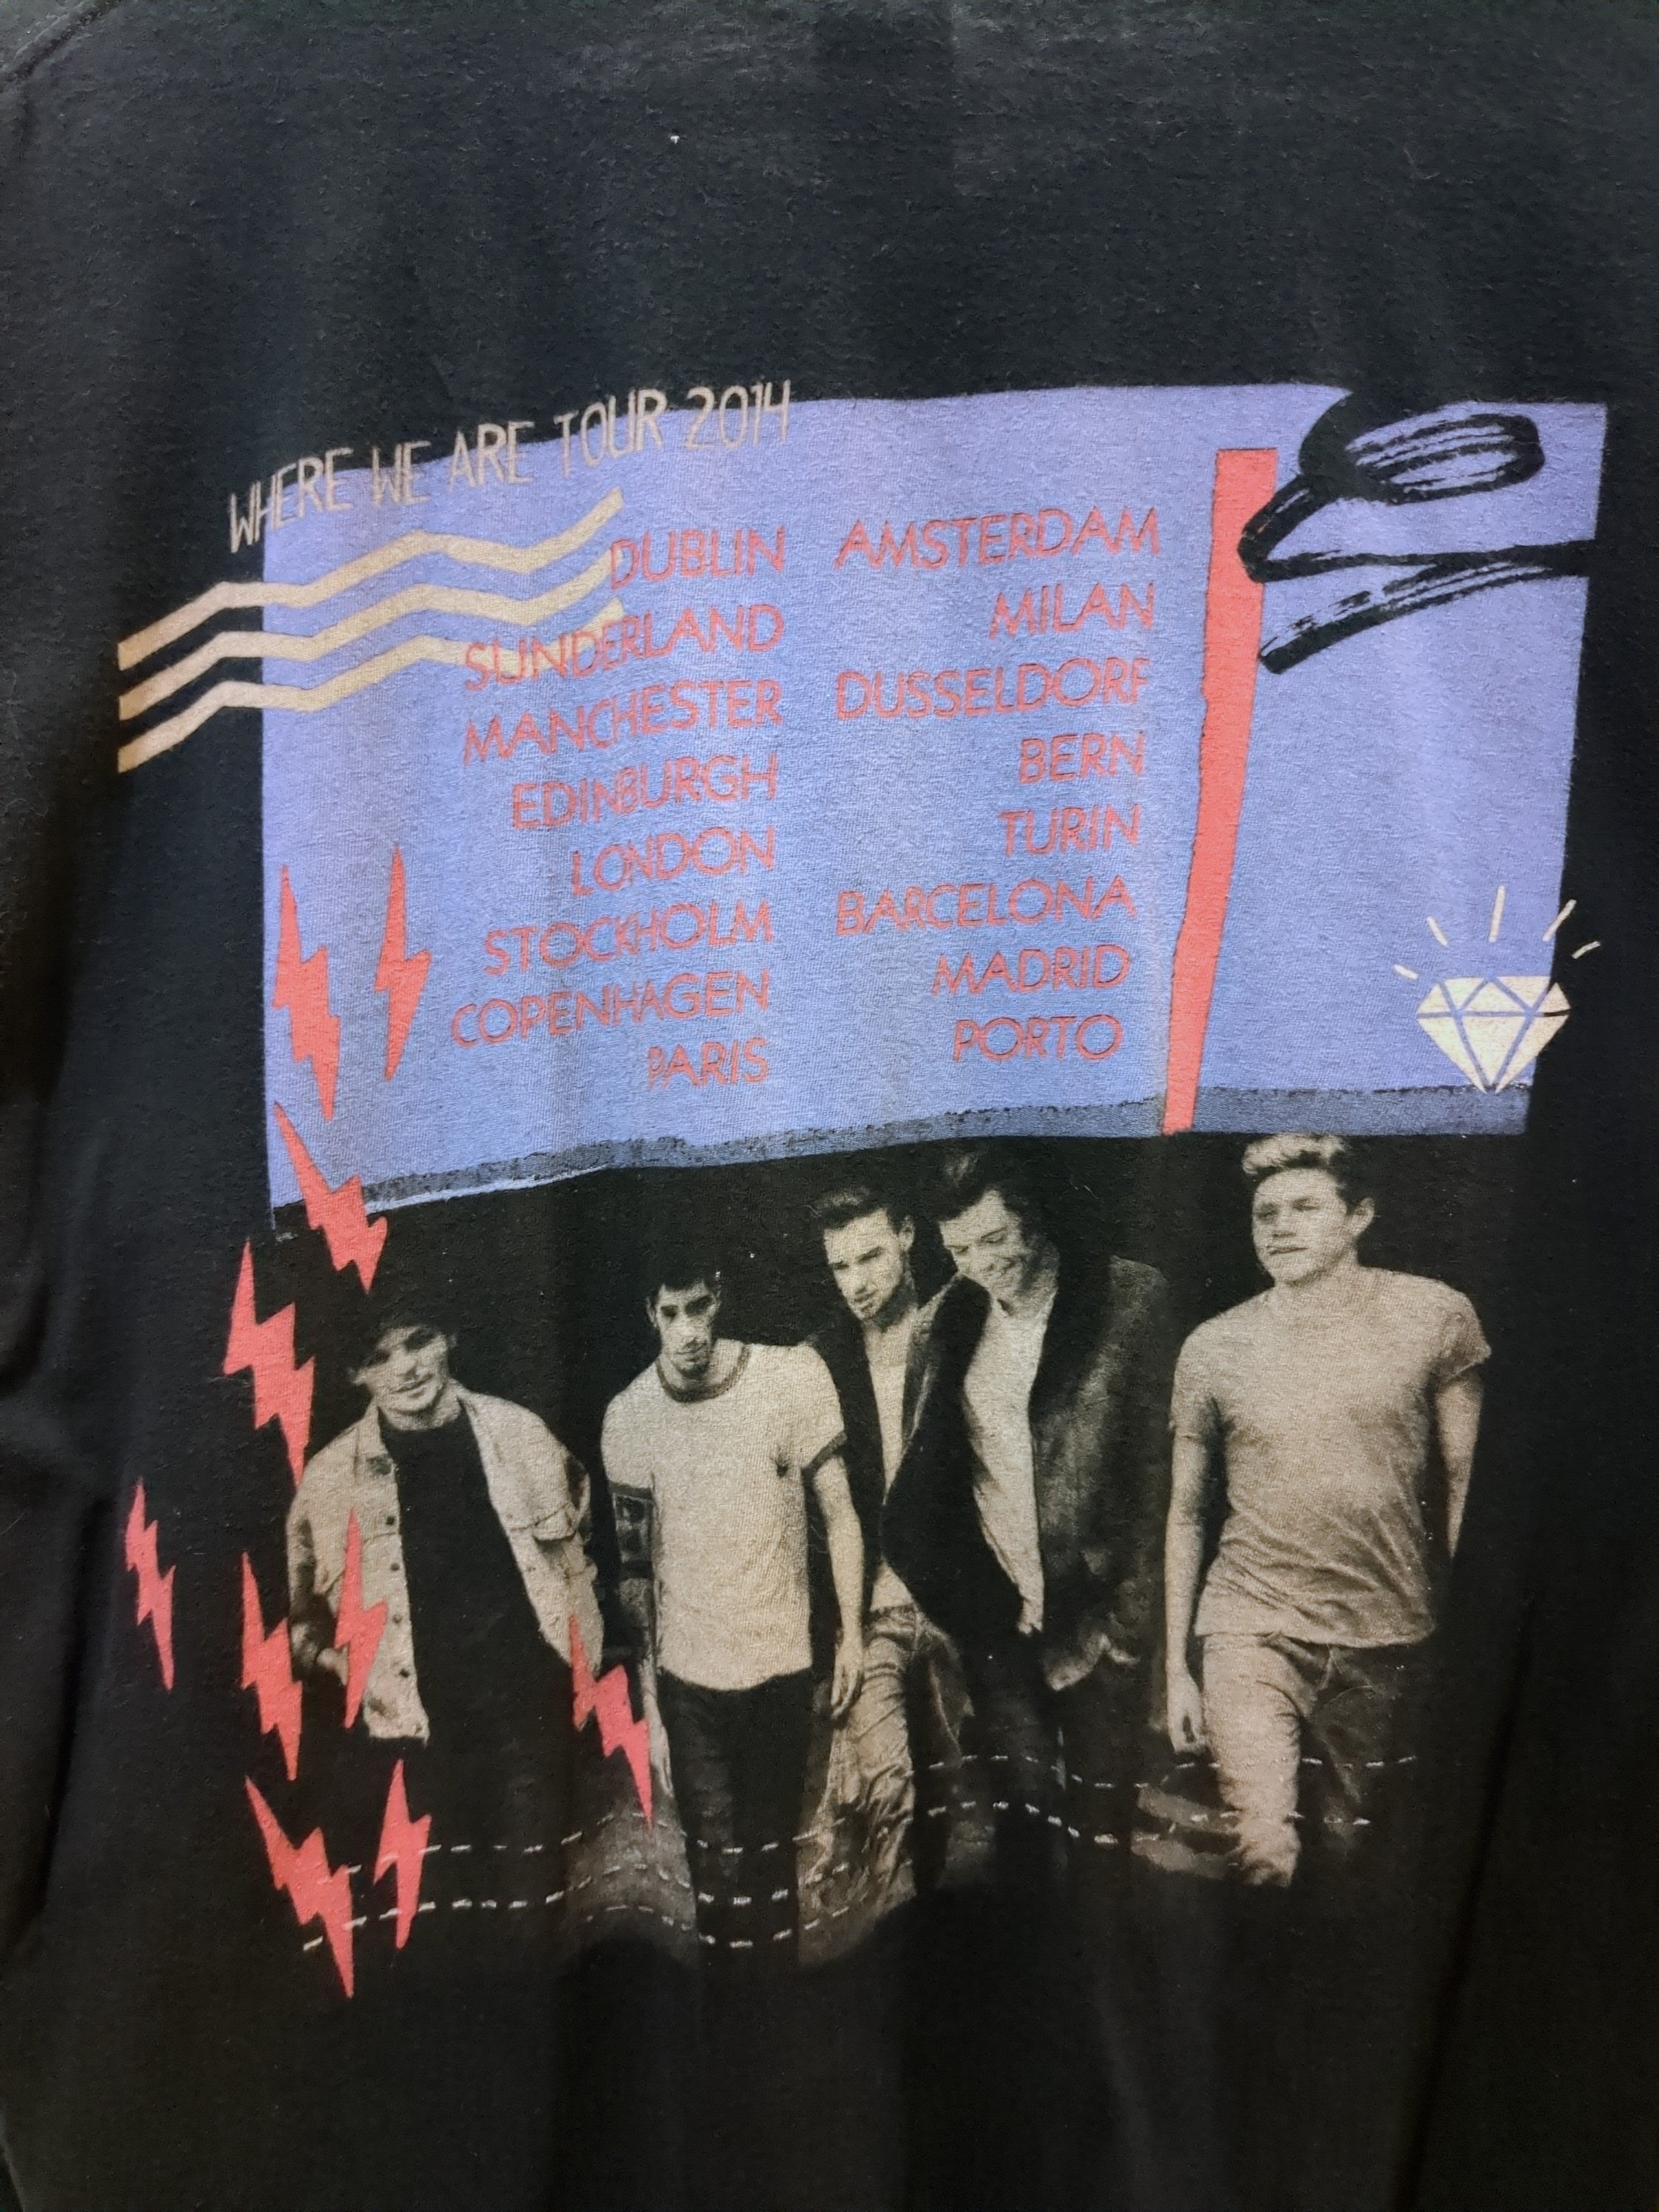 WHERE WE ARE TOUR 2014
DUBLIN
SUNDERLAND
MANCHESTER
EDINBURGH
LONDON
STOCKHOLM
COPENHAGEN
PARIS
AMSTERDAM
MILAN
DUSSELDORF
BERN
TURIN
BARCELONA
MADRID
PORTO